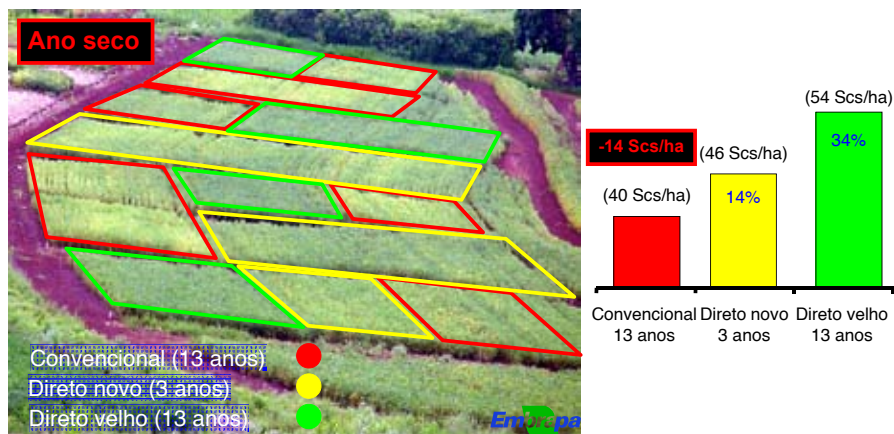 Ano seco
Convencional (13 anos)
Direto novo (3 anos)
Direto velho (13 anos)
Embrapa
(54 Scs/ha)
34%
-14 Scs/ha
(46 Scs/ha)
14%
(40 Scs/ha)
Convencional
13 anos
Direto novo
3 anos
Direto velho
13 anos